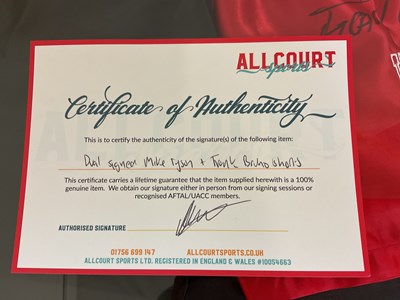 ALLCOURT
Sports
Certificate of Authenticity
This is to certify the authenticity of the signature(s) of the following item:
Dual signed Mike Tyson + Frank Bruno shorts
This certificate carries a lifetime guarantee that the item supplied herewith is a 100%
genuine item. We obtain our signature either in person from our signing sessions or
recognised AFTAL/UACC members.
AUTHORISED SIGNATURE
01756 699 147 ALLCOURTSPORTS.CO.UK
ALLCOURT SPORTS LTD. REGISTERED IN ENGLAND & WALES #10054663